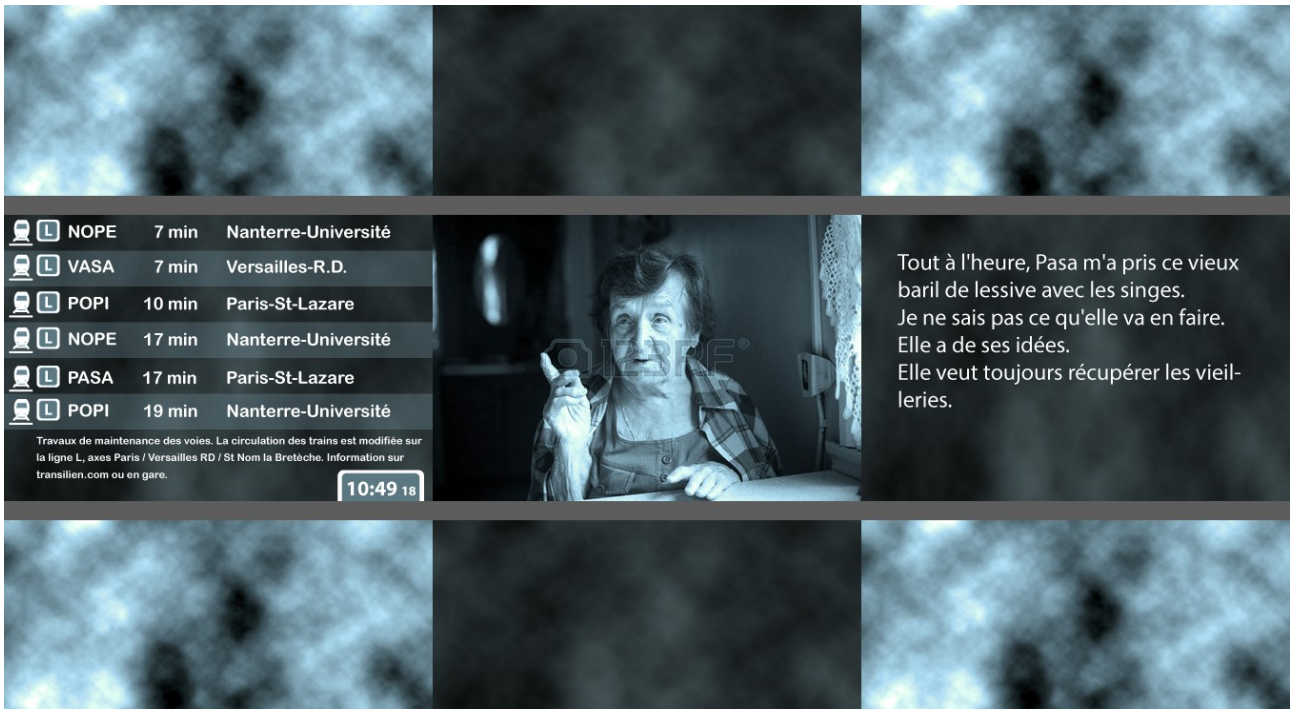 L NOPE 7 min Nanterre-Université
L VASA 7 min Versailles-R.D.
L POPI 10 min Paris-St-Lazare
L NOPE 17 min Nanterre-Université
L PASA 17 min Paris-St-Lazare
L POPI 19 min Nanterre-Université
Travaux de maintenance des voies. La circulation des trains est modifiée sur
la ligne L, axes Paris / Versailles RD / St Nom la Bretèche. Information sur
transilien.com ou en gare.
10:49 18
123RF®
Tout à l'heure, Pasa m'a pris ce vieux
baril de lessive avec les singes.
Je ne sais pas ce qu'elle va en faire.
Elle a de ses idées.
Elle veut toujours récupérer les vieil-
leries.